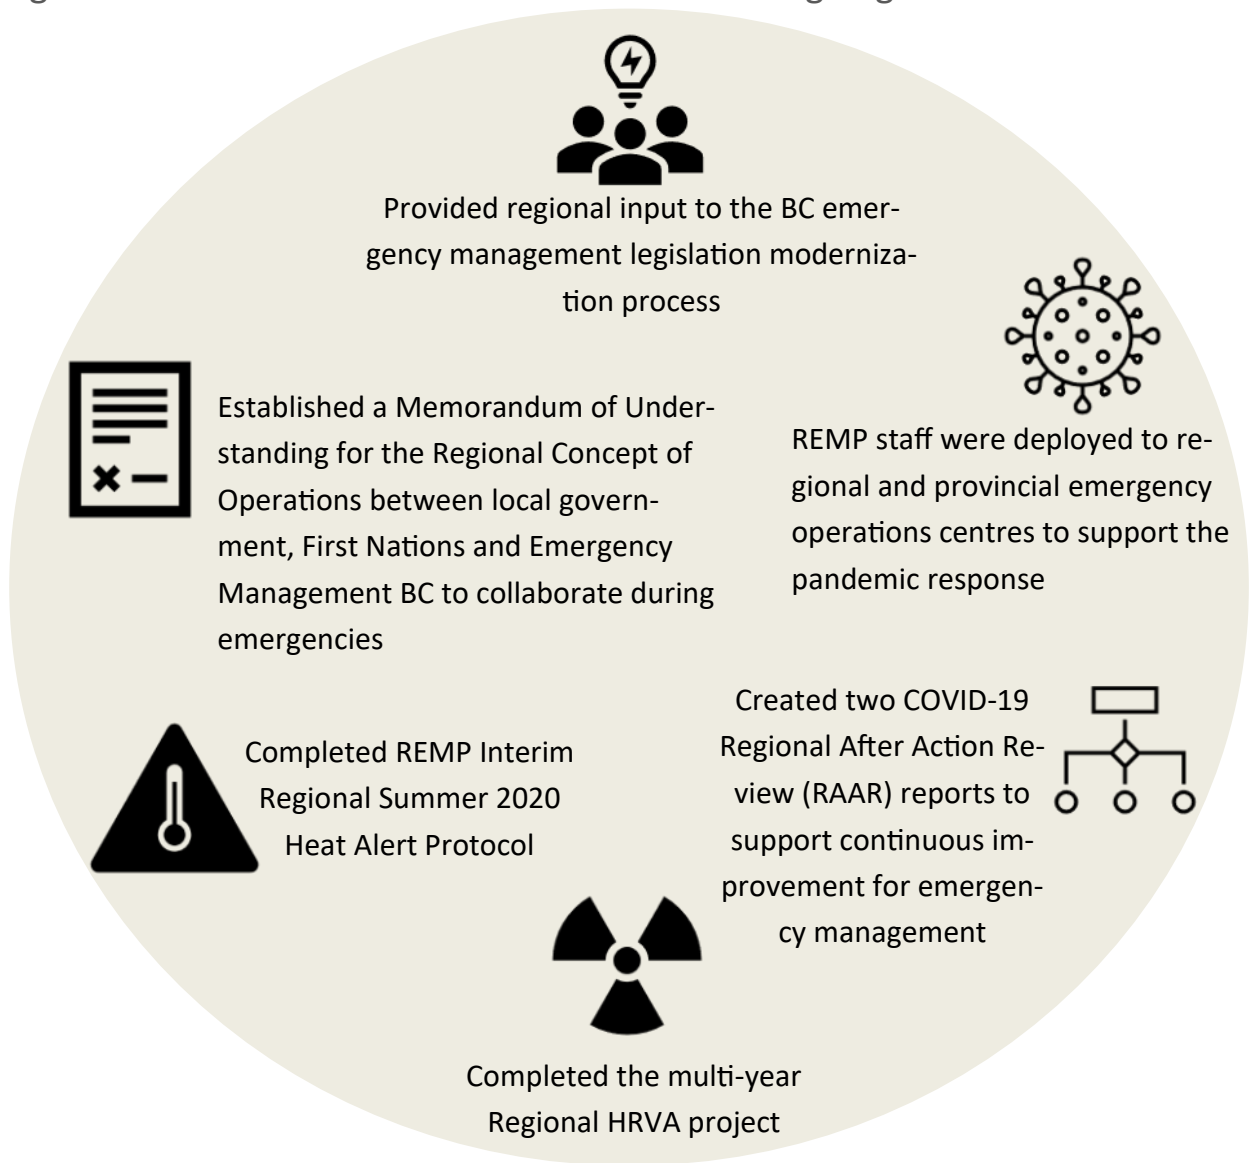 Provided regional input to the BC emer-
gency management legislation moderniza-
tion process
Established a Memorandum of Under-
standing for the Regional Concept of
Operations between local govern-
ment, First Nations and Emergency
Management BC to collaborate during
emergencies
REMP staff were deployed to re-
gional and provincial emergency
operations centres to support the
pandemic response
Completed REMP Interim
Regional Summer 2020
Heat Alert Protocol
Created two COVID-19
Regional After Action Re-
view (RAAR) reports to
support continuous im-
provement for emergen-
cy management
Completed the multi-year
Regional HRVA project